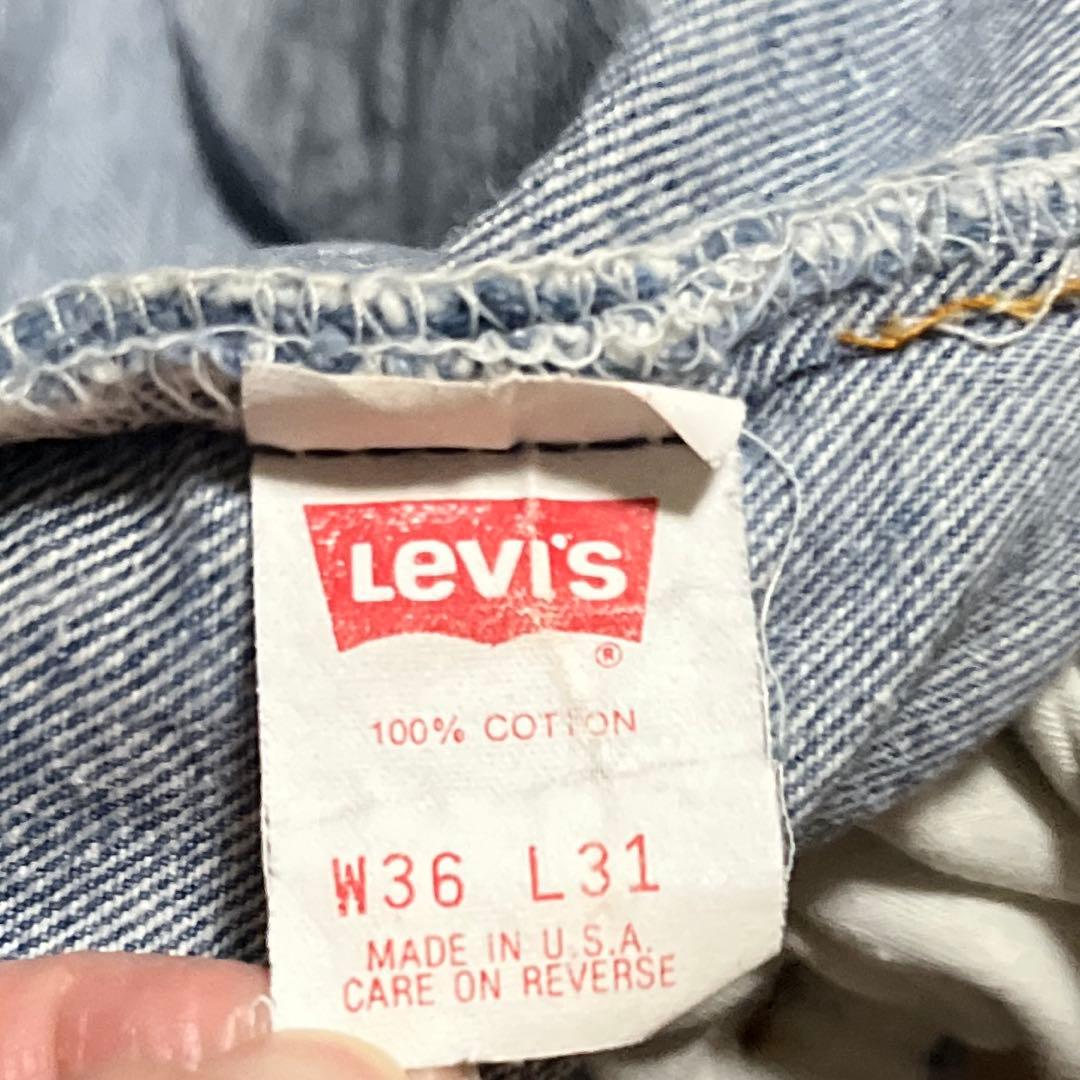 Levi's
®
100% COTTON
W36 L31
MADE IN U.S.A.
CARE ON REVERSE